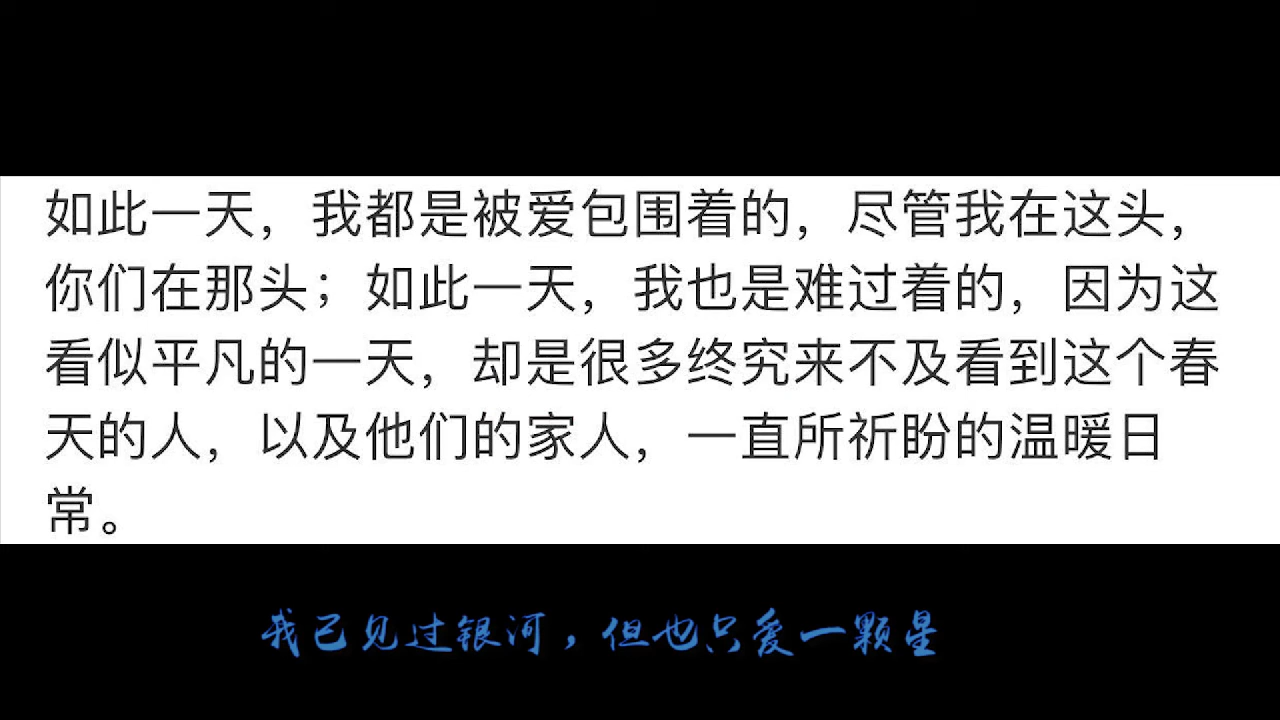 如此一天，我都是被爱包围着的，尽管我在这头，
你们在那头；如此一天，我也是难过着的，因为这
看似平凡的一天，却是很多终究来不及看到这个春
天的人，以及他们的家人，一直所祈盼的温暖日
常。
我已见过银河，但也只爱一颗星